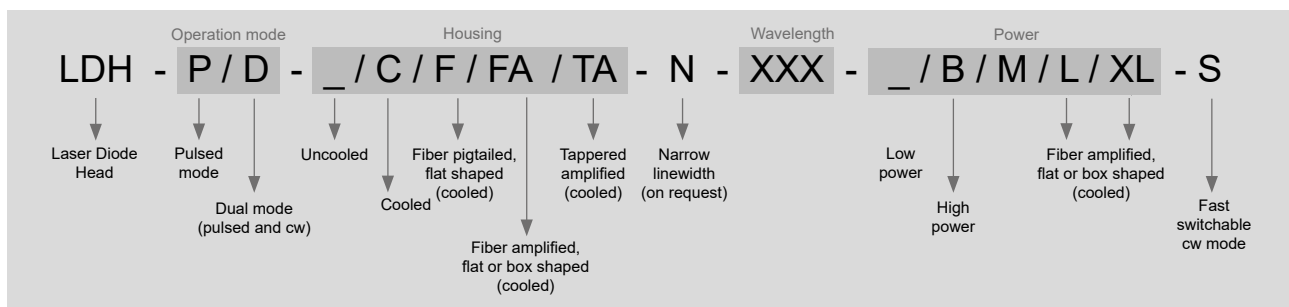 Operation mode Housing Wavelength Power
LDH - P / D - _ / C / F / FA / TA - N - XXX - _ / B / M / L / XL - S
Laser Diode
Head
Pulsed
mode
Dual mode
(pulsed and cw)
Uncooled
Cooled
Fiber pigtailed,
flat shaped
(cooled)
Fiber amplified,
flat or box shaped
(cooled)
Tappered
amplified
(cooled)
Narrow
linewidth
(on request)
Low
power
High
power
Fiber amplified,
flat or box shaped
(cooled)
Fast
switchable
cw mode